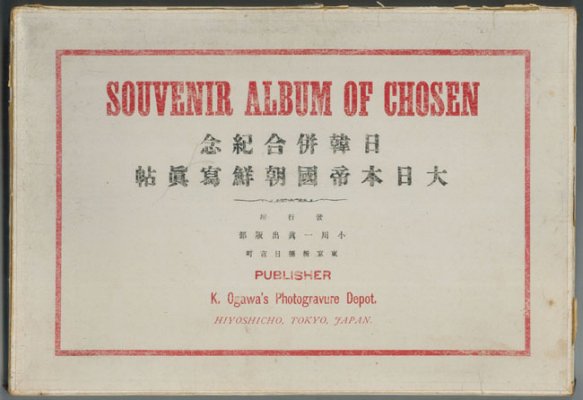 SOUVENIR ALBUM OF CHOSEN
日韓併合紀念
大日本帝國朝鮮寫眞帖
發行所
小川一眞出版部
東京新橋日吉町
PUBLISHER
K. Ogawa's Photogravure Depot.
HIYOSHICHO, TOKYO, JAPAN.